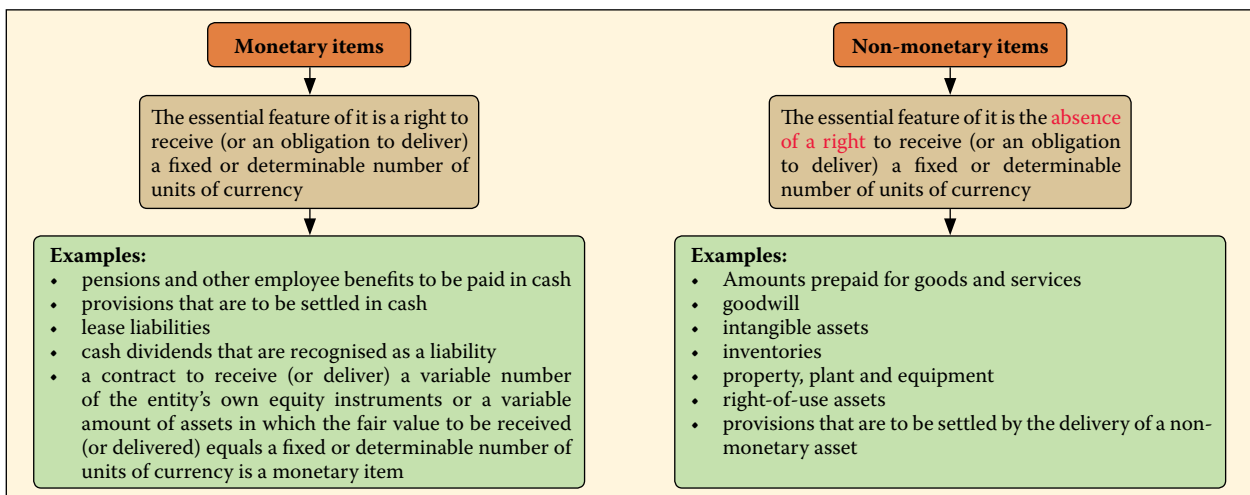 Monetary items
The essential feature of it is a right to
receive (or an obligation to deliver)
a fixed or determinable number of
units of currency
Examples:
• pensions and other employee benefits to be paid in cash
• provisions that are to be settled in cash
• lease liabilities
• cash dividends that are recognised as a liability
• a contract to receive (or deliver) a variable number
of the entity's own equity instruments or a variable
amount of assets in which the fair value to be received
(or delivered) equals a fixed or determinable number of
units of currency is a monetary item
Non-monetary items
The essential feature of it is the absence
of a right to receive (or an obligation
to deliver) a fixed or determinable
number of units of currency
Examples:
• Amounts prepaid for goods and services
• goodwill
• intangible assets
• inventories
• property, plant and equipment
• right-of-use assets
• provisions that are to be settled by the delivery of a non-
monetary asset